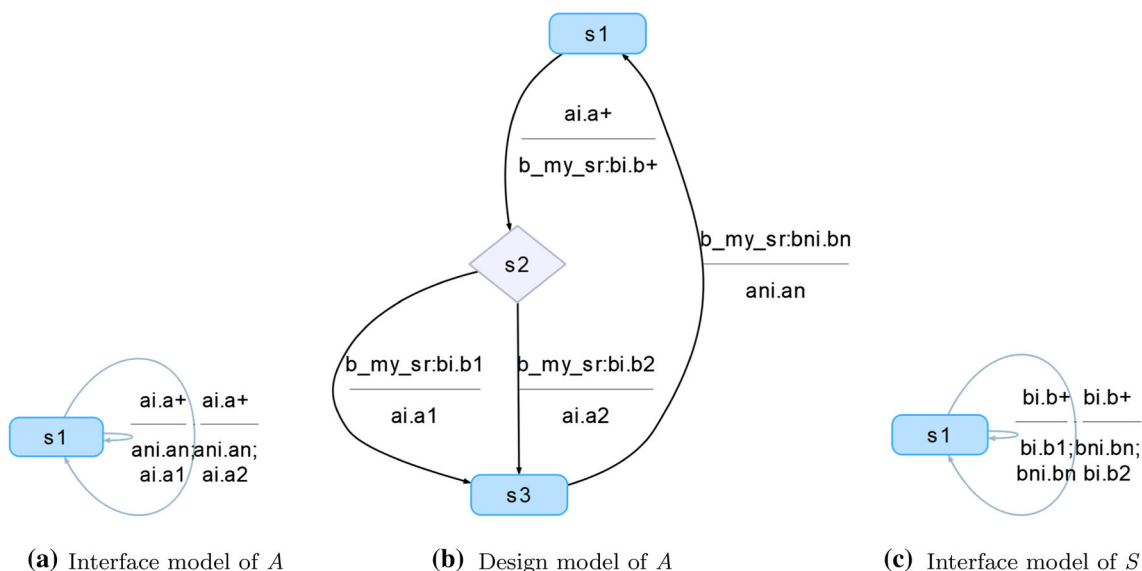 s1
ai.a+
b_my_sr:bi.b+
s2
b_my_sr:bni.bn
ani.an
b_my_sr:bi.b1
ai.a1
b_my_sr:bi.b2
ai.a2
s3
s1
ai.a+ ai.a+
ani.an;ani.an;
ai.a1 ai.a2
s1
bi.b+ bi.b+
bi.b1;bni.bn;
bni.bn bi.b2
(a) Interface model of A
(b) Design model of A
(c) Interface model of S